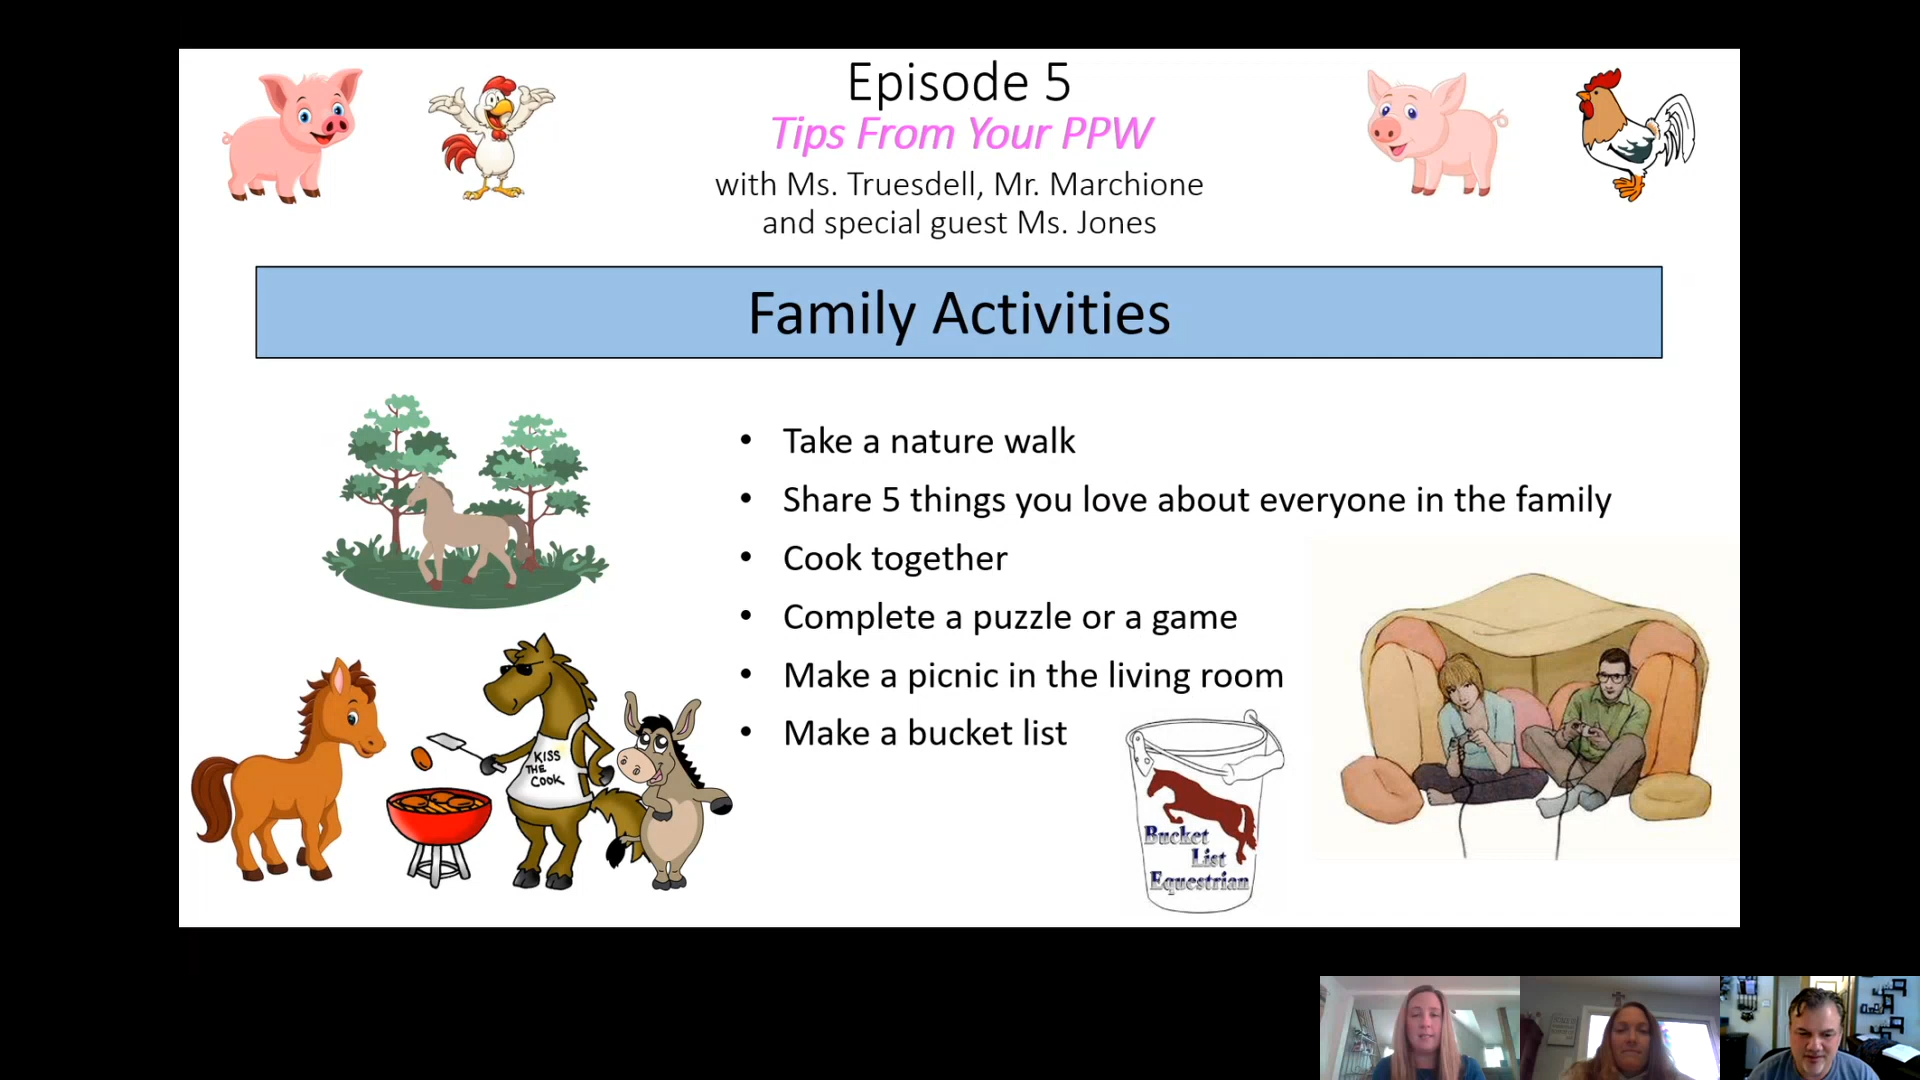 Episode 5
Tips From Your PPW
with Ms. Truesdell, Mr. Marchione
and special guest Ms. Jones
Family Activities
• Take a nature walk
• Share 5 things you love about everyone in the family
• Cook together
• Complete a puzzle or a game
• Make a picnic in the living room
• Make a bucket list
KISS
THE
COOK
Bucket
List
Equestrian